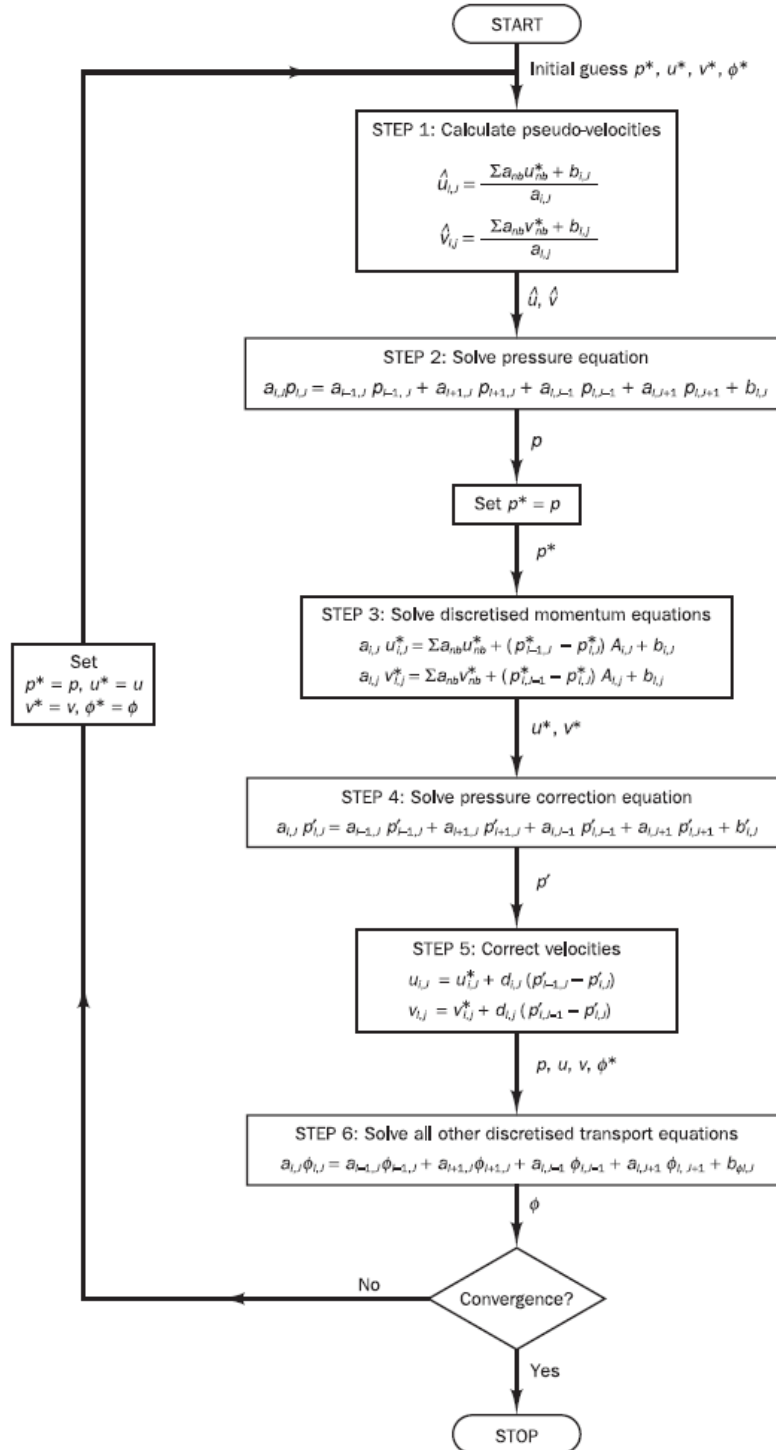 START
Initial guess p*, u*, v*, ϕ*
STEP 1: Calculate pseudo-velocities
û_{i,J} = (Σa_{nb}u*_{nb} + b_{i,J}) / a_{i,J}
v̂_{I,j} = (Σa_{nb}v*_{nb} + b_{I,j}) / a_{I,j}
û, v̂
STEP 2: Solve pressure equation
a_{I,J}p_{I,J} = a_{I−1,J} p_{I−1,J} + a_{I+1,J} p_{I+1,J} + a_{I,J−1} p_{I,J−1} + a_{I,J+1} p_{I,J+1} + b_{I,J}
p
Set p* = p
p*
STEP 3: Solve discretised momentum equations
a_{i,J} u*_{i,J} = Σa_{nb}u*_{nb} + (p*_{I−1,J} − p*_{I,J}) A_{i,J} + b_{i,J}
a_{I,j} v*_{I,j} = Σa_{nb}v*_{nb} + (p*_{I,J−1} − p*_{I,J}) A_{I,j} + b_{I,j}
Set
p* = p, u* = u
v* = v, ϕ* = ϕ
u*, v*
STEP 4: Solve pressure correction equation
a_{I,J} p′_{I,J} = a_{I−1,J} p′_{I−1,J} + a_{I+1,J} p′_{I+1,J} + a_{I,J−1} p′_{I,J−1} + a_{I,J+1} p′_{I,J+1} + b′_{I,J}
p′
STEP 5: Correct velocities
u_{i,J} = u*_{i,J} + d_{i,J} (p′_{I−1,J} − p′_{I,J})
v_{I,j} = v*_{I,j} + d_{I,j} (p′_{I,J−1} − p′_{I,J})
p, u, v, ϕ*
STEP 6: Solve all other discretised transport equations
a_{I,J}ϕ_{I,J} = a_{I−1,J}ϕ_{I−1,J} + a_{I+1,J}ϕ_{I+1,J} + a_{I,J−1} ϕ_{I,J−1} + a_{I,J+1} ϕ_{I,J+1} + b_{ϕI,J}
ϕ
No
Convergence?
Yes
STOP